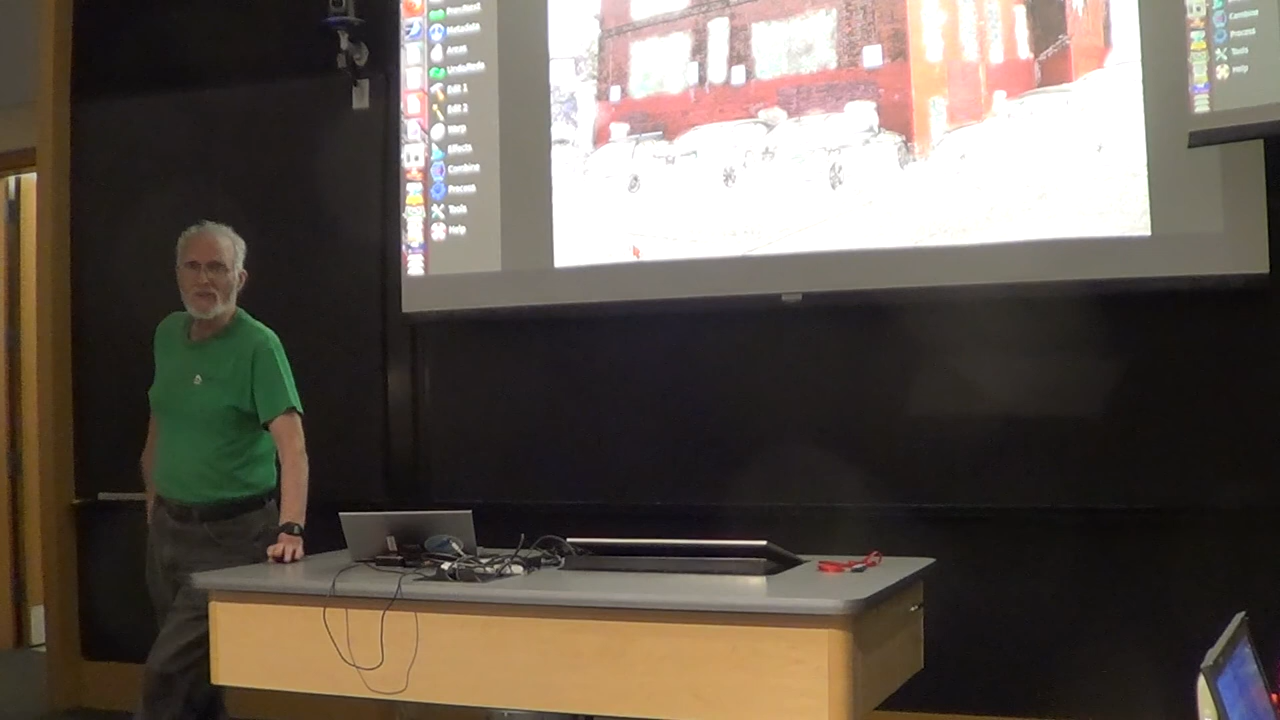 Metadata
Areas
Undo/Redo
Edit 1
Edit 2
Warp
Effects
Combine
Process
Tools
Help
Combine
Process
Tools
Help